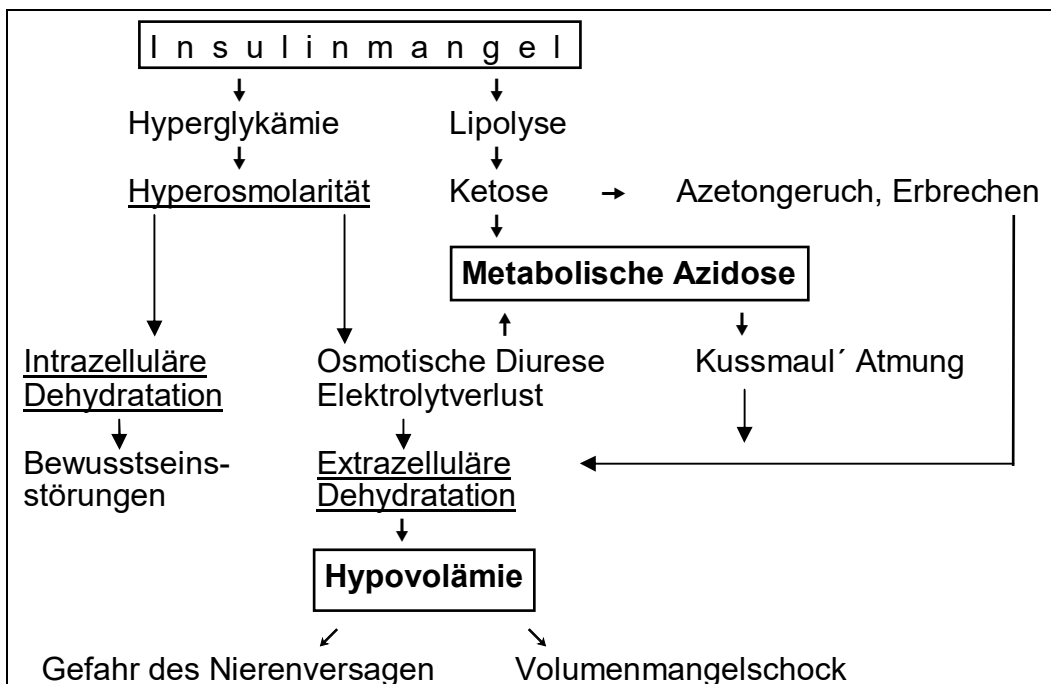 Insulinmangel
Hyperglykämie Lipolyse
Hyperosmolarität Ketose Azetongeruch, Erbrechen
Metabolische Azidose
Intrazelluläre Osmotische Diurese Kussmaul´ Atmung
Dehydratation Elektrolytverlust
Bewusstseins- Extrazelluläre
störungen Dehydratation
Hypovolämie
Gefahr des Nierenversagen Volumenmangelschock